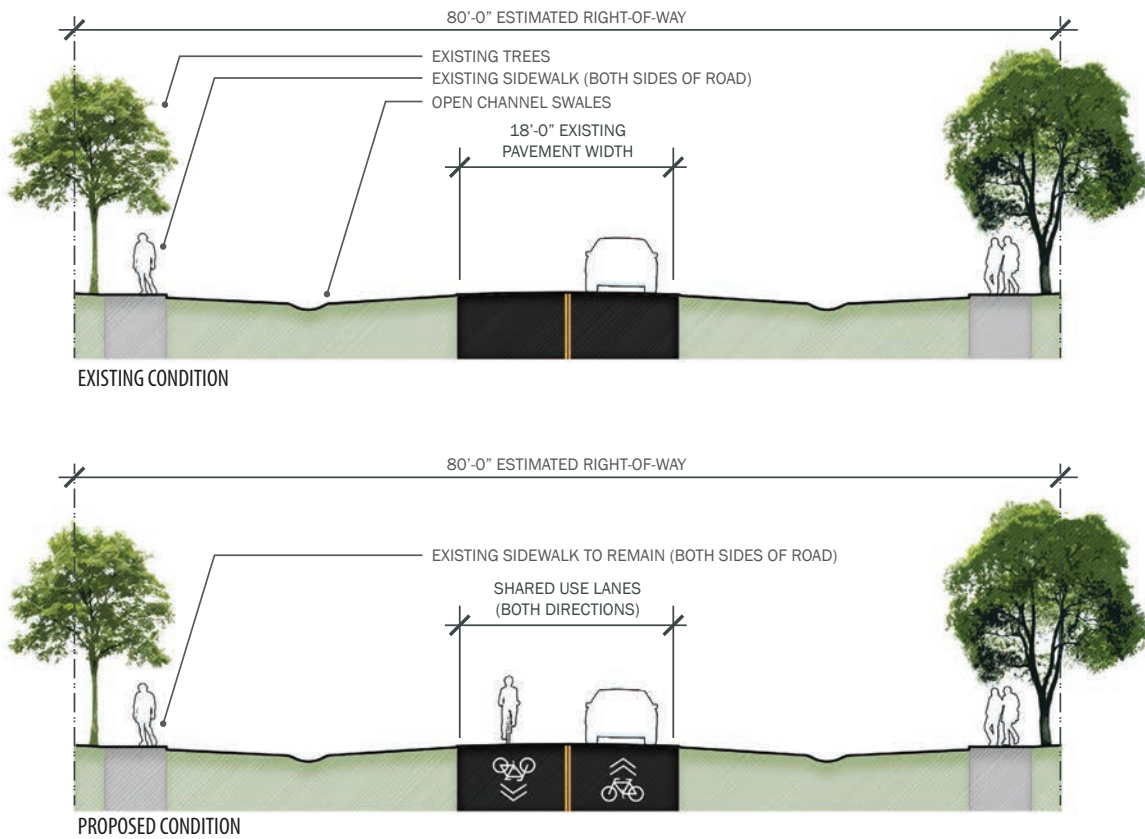 80’-0” ESTIMATED RIGHT-OF-WAY
EXISTING TREES
EXISTING SIDEWALK (BOTH SIDES OF ROAD)
OPEN CHANNEL SWALES
18’-0” EXISTING
PAVEMENT WIDTH
EXISTING CONDITION
80’-0” ESTIMATED RIGHT-OF-WAY
EXISTING SIDEWALK TO REMAIN (BOTH SIDES OF ROAD)
SHARED USE LANES
(BOTH DIRECTIONS)
PROPOSED CONDITION